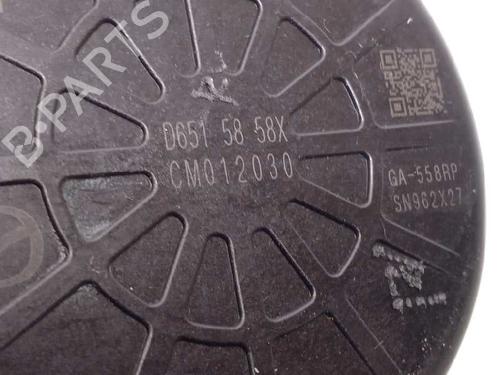 B-PARTS
D651 58 58X
CM012030
GA-558RP
SN962X27